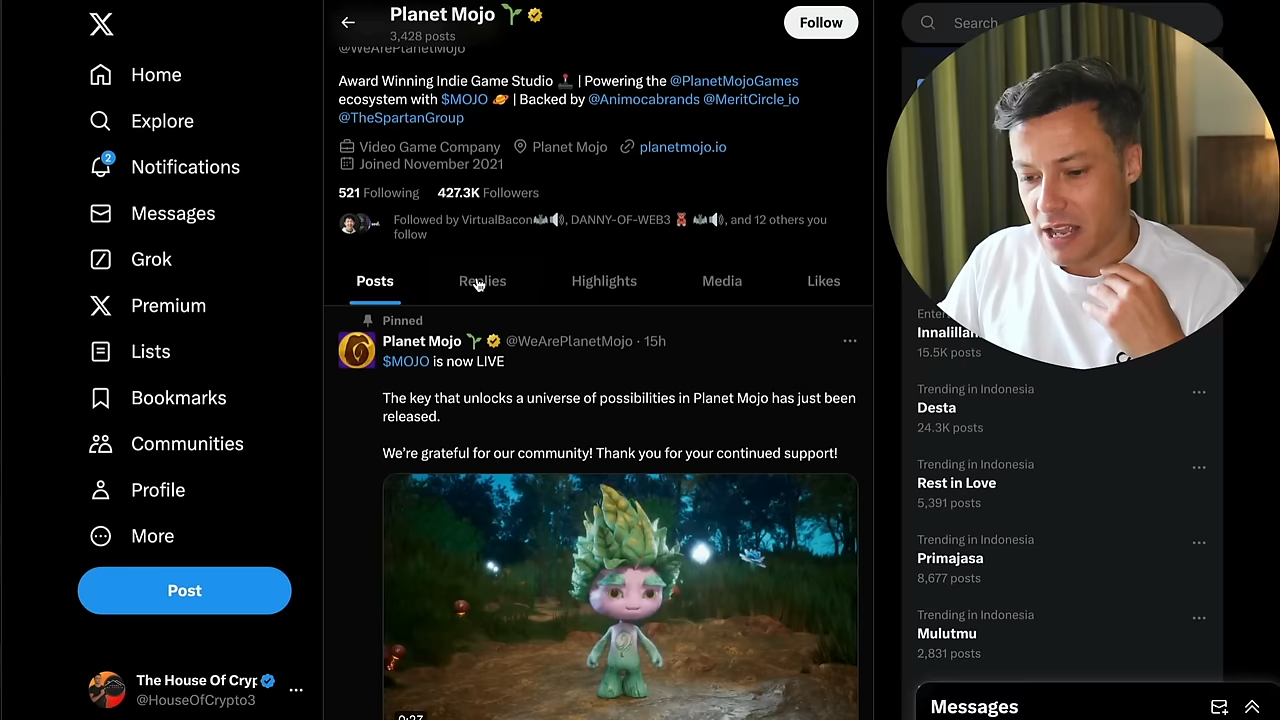 Home
Explore
2
Notifications
Messages
Grok
Premium
Lists
Bookmarks
Communities
Profile
More
Post
The House Of Cryp
@HouseOfCrypto3
Planet Mojo
3,428 posts
Follow
@WeArePlanetMojo
Award Winning Indie Game Studio | Powering the @PlanetMojoGames
ecosystem with $MOJO | Backed by @Animocabrands @MeritCircle_io
@TheSpartanGroup
Video Game Company Planet Mojo planetmojo.io
Joined November 2021
521 Following 427.3K Followers
Followed by VirtualBacon, DANNY-OF-WEB3, and 12 others you
follow
Posts Replies Highlights Media Likes
Pinned
Planet Mojo @WeArePlanetMojo · 15h
$MOJO is now LIVE
The key that unlocks a universe of possibilities in Planet Mojo has just been
released.
We're grateful for our community! Thank you for your continued support!
0:27
Search
15.5K posts
Trending in Indonesia
Desta
24.3K posts
Trending in Indonesia
Rest in Love
5,391 posts
Trending in Indonesia
Primajasa
8,677 posts
Trending in Indonesia
Mulutmu
2,831 posts
Messages